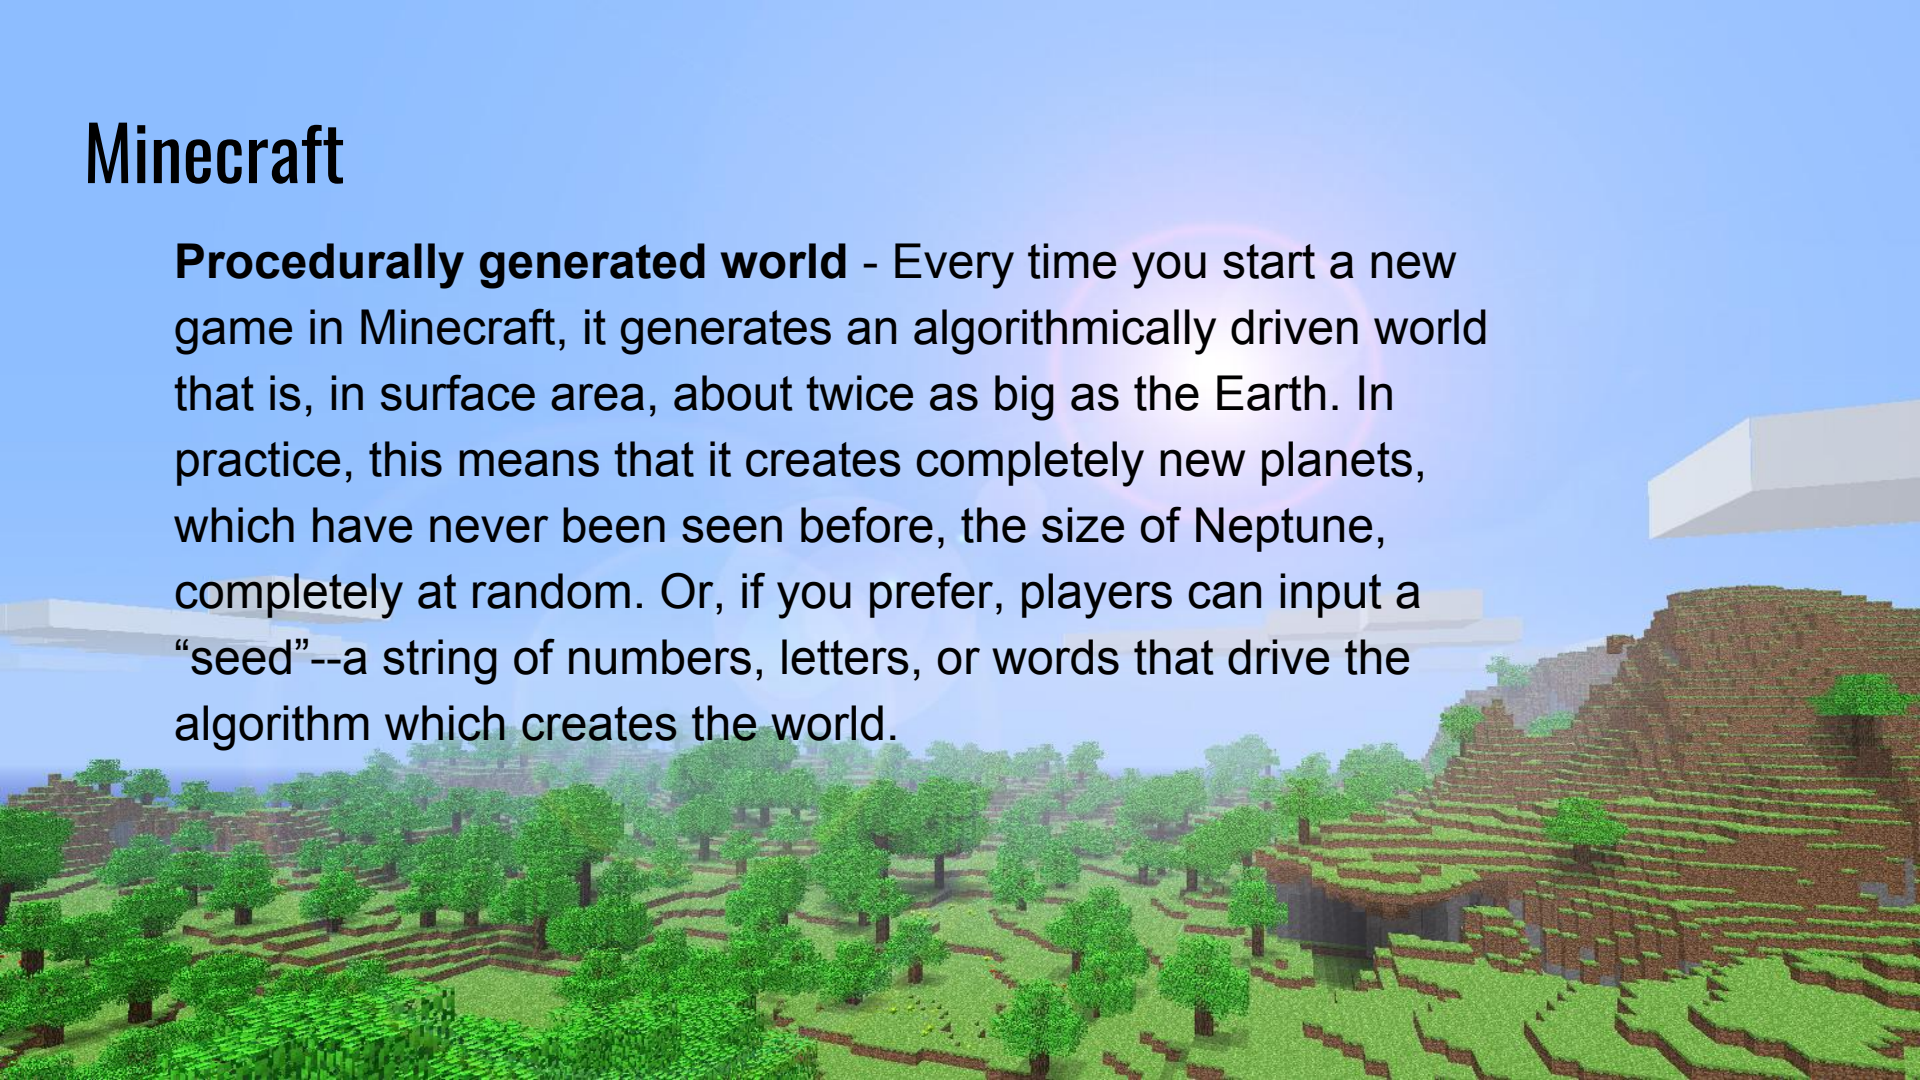 Minecraft
Procedurally generated world - Every time you start a new
game in Minecraft, it generates an algorithmically driven world
that is, in surface area, about twice as big as the Earth. In
practice, this means that it creates completely new planets,
which have never been seen before, the size of Neptune,
completely at random. Or, if you prefer, players can input a
“seed”--a string of numbers, letters, or words that drive the
algorithm which creates the world.